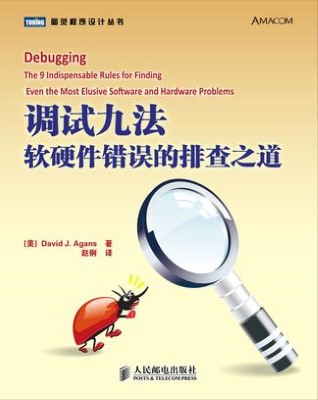 TURING 图灵程序设计丛书
AMACOM
Debugging
The 9 Indispensable Rules for Finding
Even the Most Elusive Software and Hardware Problems
调试九法
软硬件错误的排查之道
[美] David J. Agans 著
赵俐 译
人民邮电出版社
POSTS & TELECOM PRESS